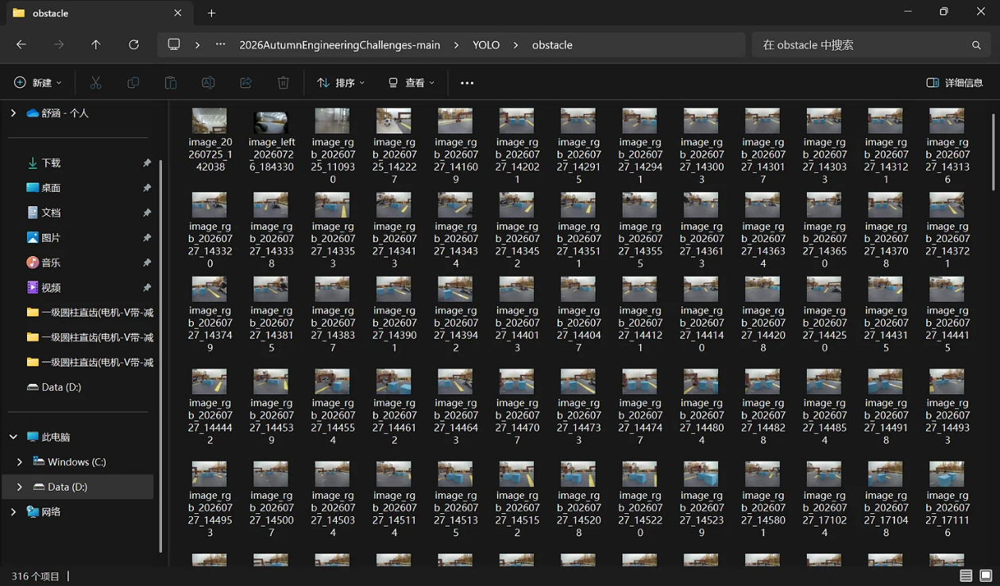 obstacle
2026AutumnEngineeringChallenges-main YOLO obstacle
在 obstacle 中搜索
新建 排序 查看 详细信息
舒涵 - 个人
下载
桌面
文档
图片
音乐
视频
一级圆柱直齿(电机-V带-减
一级圆柱直齿(电机-V带-减
一级圆柱直齿(电机-V带-减
Data (D:)
此电脑
Windows (C:)
Data (D:)
网络
image_20260725_142038
image_left_20260726_184330
image_rgb_20260725_110930
image_rgb_20260725_142227
image_rgb_20260727_141609
image_rgb_20260727_142021
image_rgb_20260727_142915
image_rgb_20260727_142941
image_rgb_20260727_143003
image_rgb_20260727_143017
image_rgb_20260727_143033
image_rgb_20260727_143121
image_rgb_20260727_143136
image_rgb_20260727_143320
image_rgb_20260727_143338
image_rgb_20260727_143353
image_rgb_20260727_143413
image_rgb_20260727_143434
image_rgb_20260727_143452
image_rgb_20260727_143511
image_rgb_20260727_143555
image_rgb_20260727_143613
image_rgb_20260727_143634
image_rgb_20260727_143650
image_rgb_20260727_143708
image_rgb_20260727_143721
image_rgb_20260727_143749
image_rgb_20260727_143815
image_rgb_20260727_143837
image_rgb_20260727_143901
image_rgb_20260727_143942
image_rgb_20260727_144013
image_rgb_20260727_144047
image_rgb_20260727_144121
image_rgb_20260727_144140
image_rgb_20260727_144208
image_rgb_20260727_144250
image_rgb_20260727_144315
image_rgb_20260727_144415
image_rgb_20260727_144442
image_rgb_20260727_144539
image_rgb_20260727_144554
image_rgb_20260727_144612
image_rgb_20260727_144643
image_rgb_20260727_144707
image_rgb_20260727_144733
image_rgb_20260727_144747
image_rgb_20260727_144804
image_rgb_20260727_144828
image_rgb_20260727_144854
image_rgb_20260727_144918
image_rgb_20260727_144933
image_rgb_20260727_144953
image_rgb_20260727_145007
image_rgb_20260727_145034
image_rgb_20260727_145114
image_rgb_20260727_145135
image_rgb_20260727_145152
image_rgb_20260727_145208
image_rgb_20260727_145220
image_rgb_20260727_145239
image_rgb_20260727_145801
image_rgb_20260727_171024
image_rgb_20260727_171048
image_rgb_20260727_171116
316 个项目